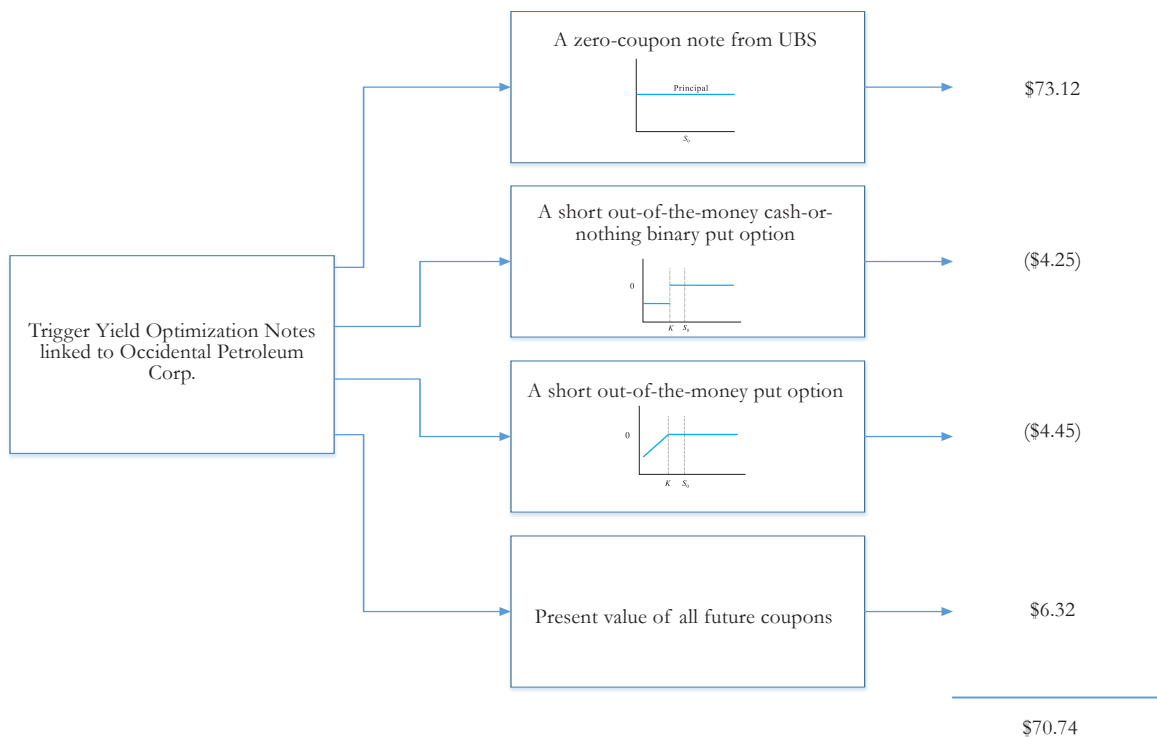 Trigger Yield Optimization Notes
linked to Occidental Petroleum
Corp.
A zero-coupon note from UBS
Principal
S₀
$73.12
A short out-of-the-money cash-or-
nothing binary put option
0
K S₀
($4.25)
A short out-of-the-money put option
0
K S₀
($4.45)
Present value of all future coupons
$6.32
$70.74